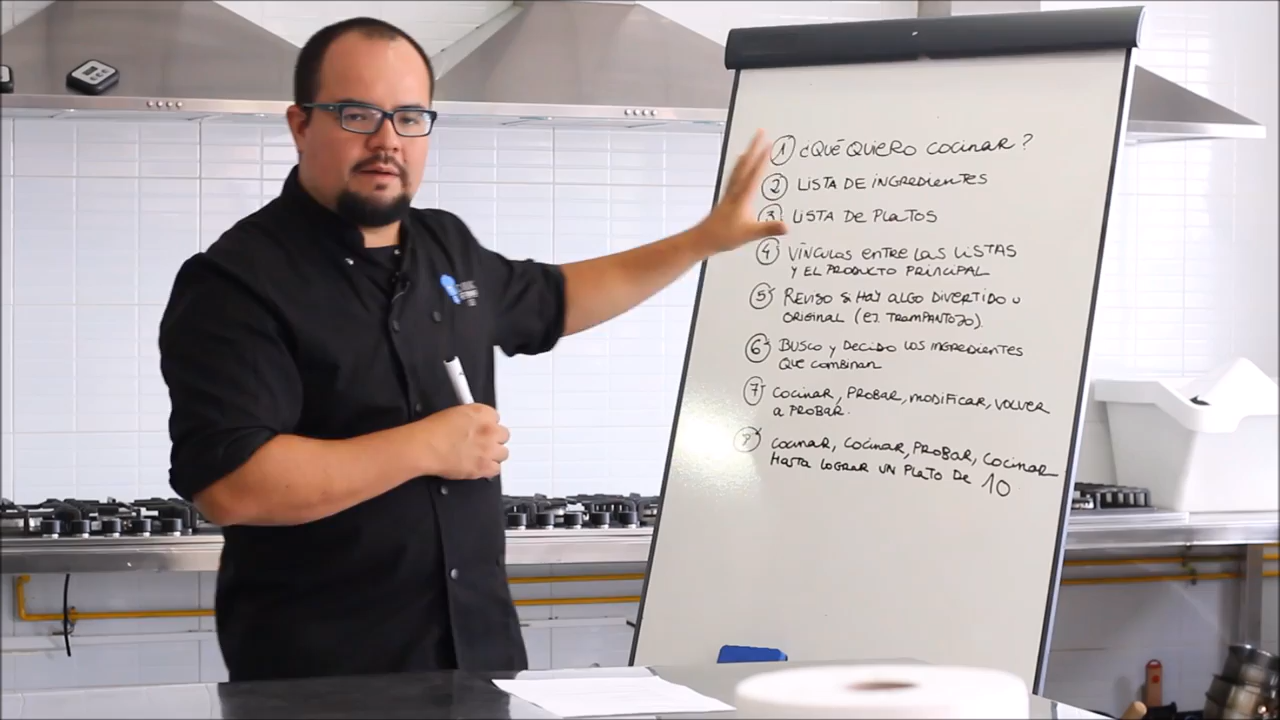 1 ¿QUÉ QUIERO COCINAR?
2 LISTA DE INGREDIENTES
3 LISTA DE PLATOS
4 VÍNCULOS ENTRE LAS LISTAS
Y EL PRODUCTO PRINCIPAL
5 REVISO SI HAY ALGO DIVERTIDO U
ORIGINAL (EJ. TROMPANTOJO).
6 BUSCO Y DECIDO LOS INGREDIENTES
QUE COMBINAN
7 COCINAR, PROBAR, MODIFICAR, VOLVER
A PROBAR.
8 COCINAR, COCINAR, PROBAR, COCINAR
HASTA LOGRAR UN PLATO DE 10